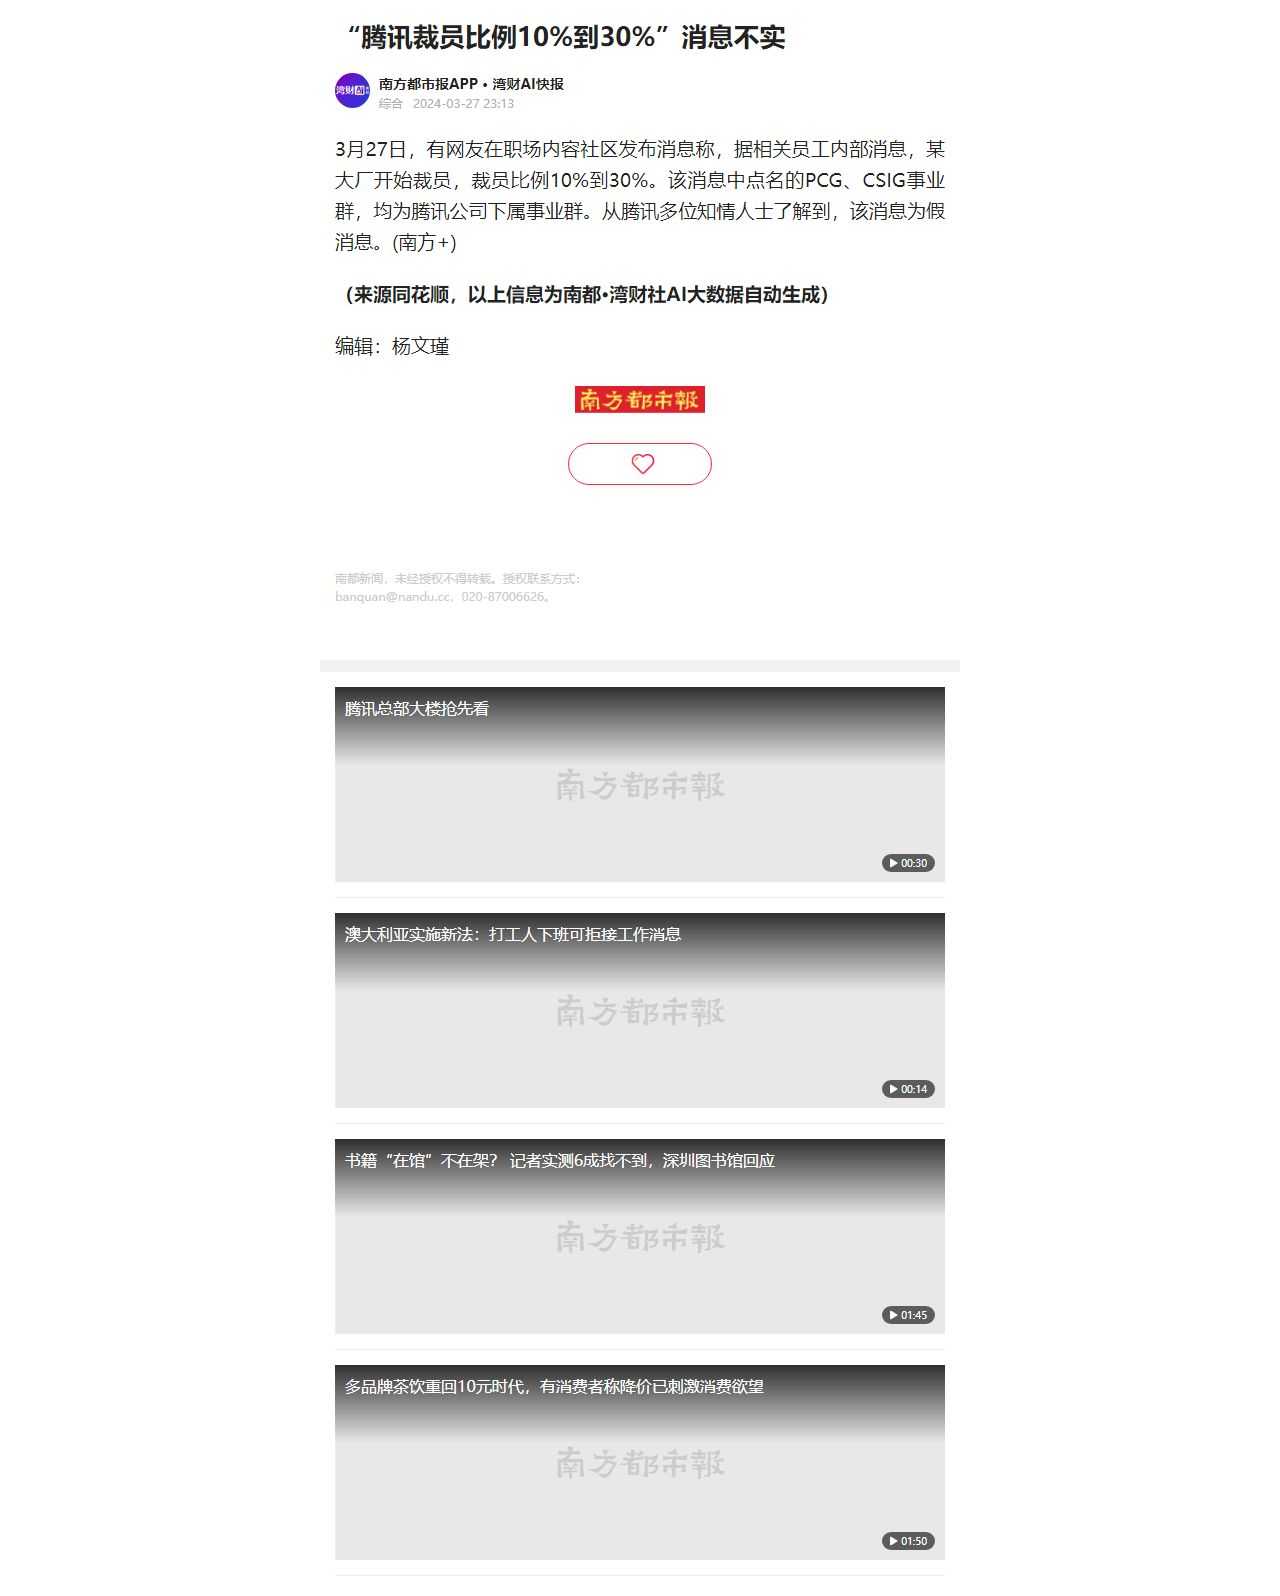 “腾讯裁员比例10%到30%”消息不实
湾财AI
南方都市报APP • 湾财AI快报
综合 2024-03-27 23:13
3月27日，有网友在职场内容社区发布消息称，据相关员工内部消息，某
大厂开始裁员，裁员比例10%到30%。该消息中点名的PCG、CSIG事业
群，均为腾讯公司下属事业群。从腾讯多位知情人士了解到，该消息为假
消息。(南方+)
（来源同花顺，以上信息为南都•湾财社AI大数据自动生成）
编辑：杨文瑾
南方都市報
南都新闻，未经授权不得转载。授权联系方式：
banquan@nandu.cc，020-87006626。
腾讯总部大楼抢先看
南方都市報
00:30
澳大利亚实施新法：打工人下班可拒接工作消息
南方都市報
00:14
书籍“在馆”不在架？ 记者实测6成找不到，深圳图书馆回应
南方都市報
01:45
多品牌茶饮重回10元时代，有消费者称降价已刺激消费欲望
南方都市報
01:50